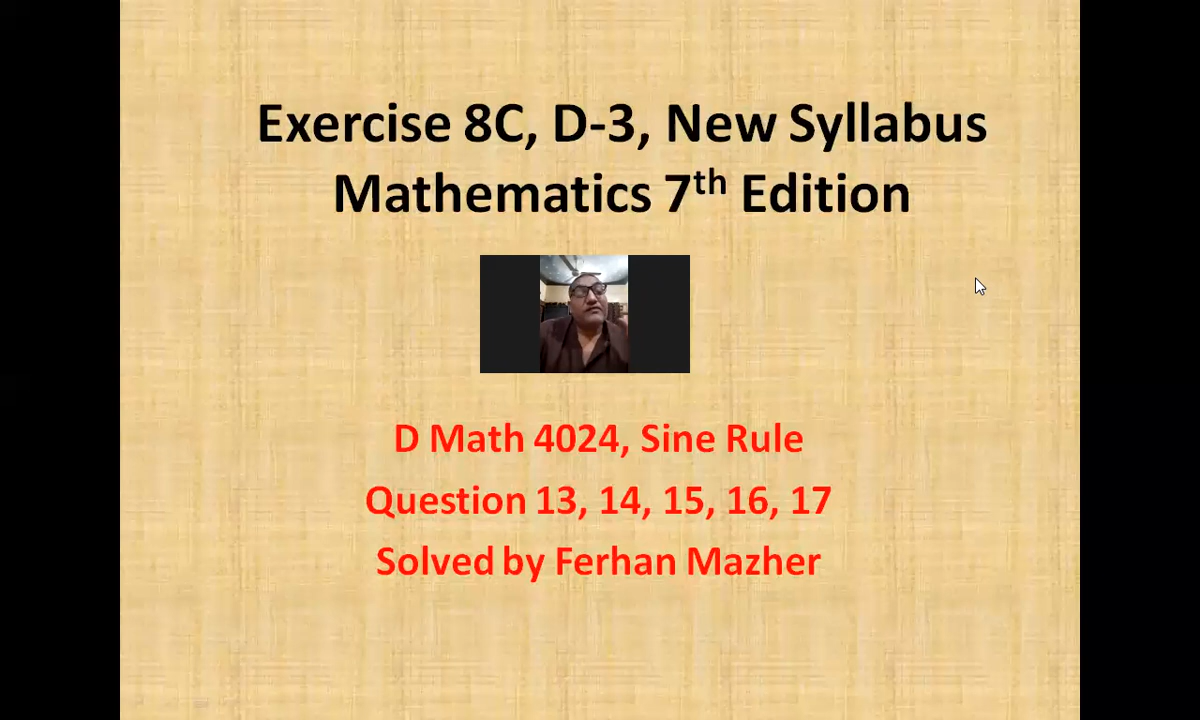 Exercise 8C, D-3, New Syllabus
Mathematics 7th Edition
D Math 4024, Sine Rule
Question 13, 14, 15, 16, 17
Solved by Ferhan Mazher